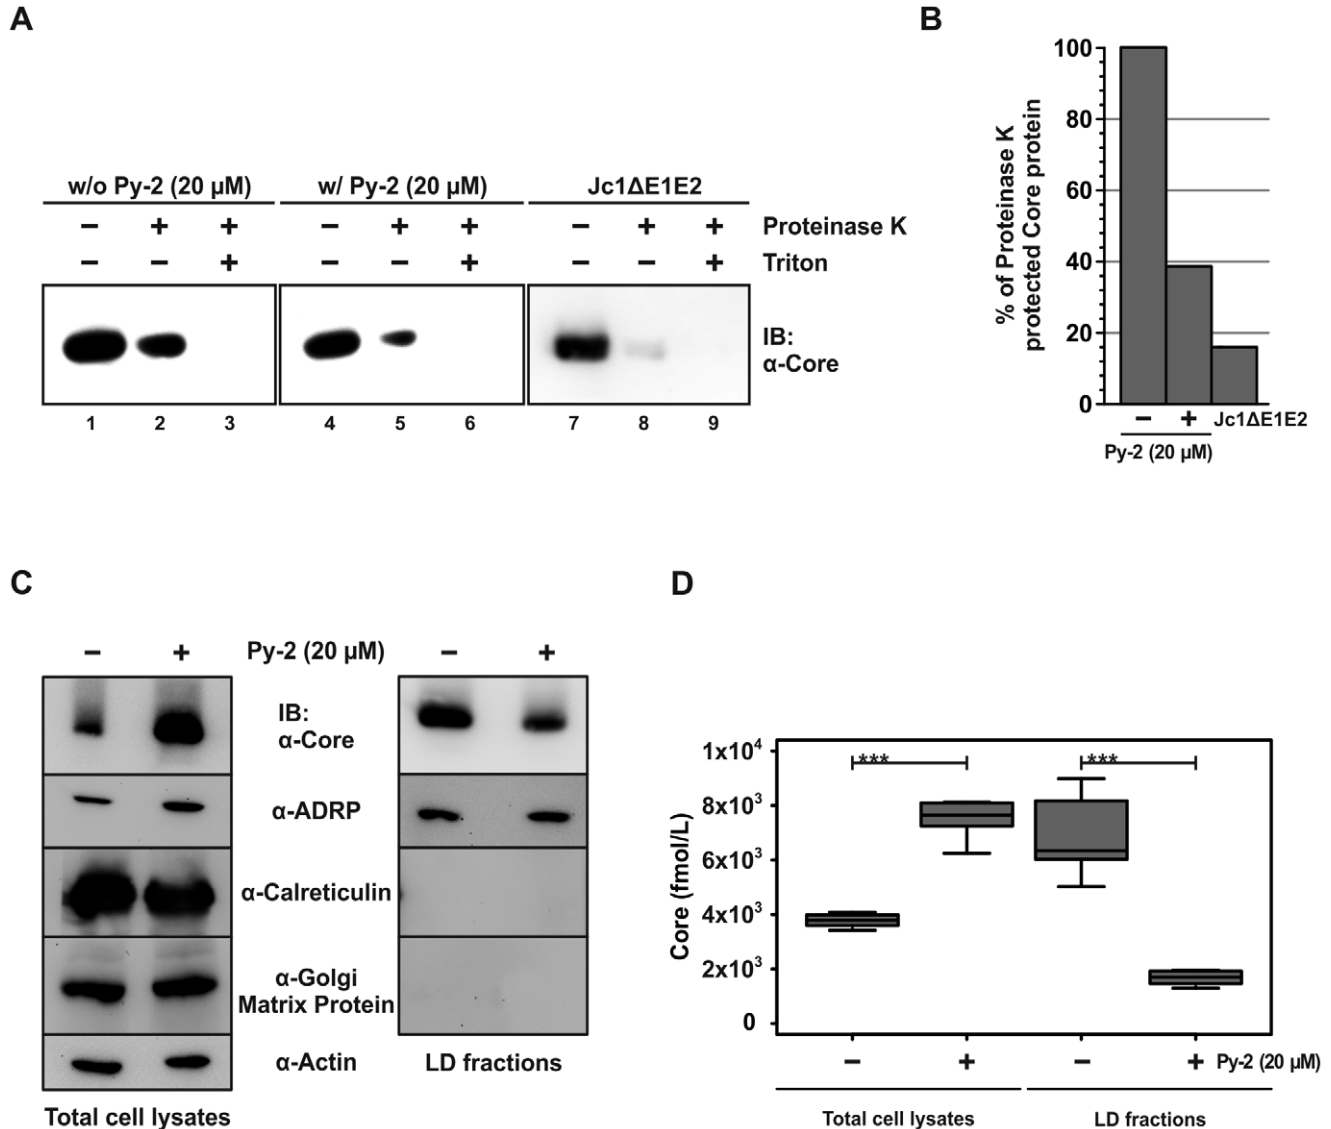 A
w/o Py-2 (20 µM) w/ Py-2 (20 µM) Jc1ΔE1E2
− + + − + + − + + Proteinase K
− − + − − + − − + Triton
IB:
α-Core
1 2 3 4 5 6 7 8 9
B
% of Proteinase K
protected Core protein
100
80
60
40
20
0
− + Jc1ΔE1E2
Py-2 (20 µM)
C
− + Py-2 (20 µM) − +
IB:
α-Core
α-ADRP
α-Calreticulin
α-Golgi
Matrix Protein
α-Actin
LD fractions
Total cell lysates
D
Core (fmol/L)
1x10⁴
8x10³
6x10³
4x10³
2x10³
0
*** ***
− + − + Py-2 (20 µM)
Total cell lysates LD fractions